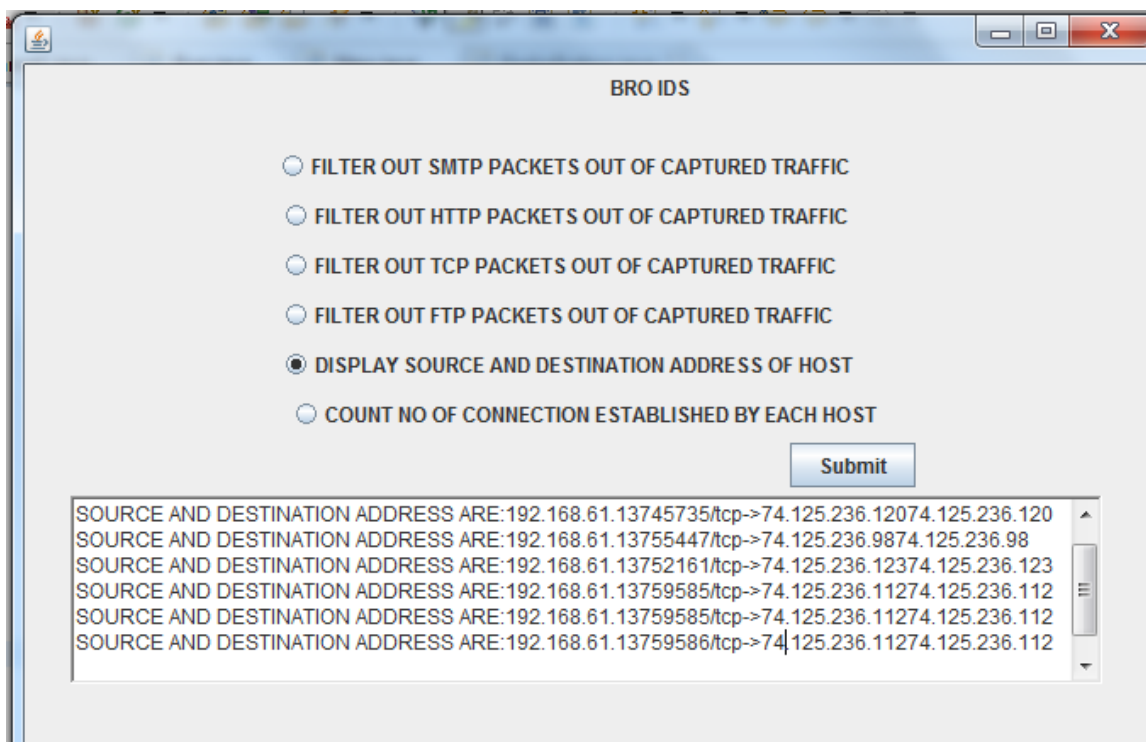 BRO IDS
FILTER OUT SMTP PACKETS OUT OF CAPTURED TRAFFIC
FILTER OUT HTTP PACKETS OUT OF CAPTURED TRAFFIC
FILTER OUT TCP PACKETS OUT OF CAPTURED TRAFFIC
FILTER OUT FTP PACKETS OUT OF CAPTURED TRAFFIC
DISPLAY SOURCE AND DESTINATION ADDRESS OF HOST
COUNT NO OF CONNECTION ESTABLISHED BY EACH HOST
Submit
SOURCE AND DESTINATION ADDRESS ARE:192.168.61.13745735/tcp->74.125.236.12074.125.236.120
SOURCE AND DESTINATION ADDRESS ARE:192.168.61.13755447/tcp->74.125.236.9874.125.236.98
SOURCE AND DESTINATION ADDRESS ARE:192.168.61.13752161/tcp->74.125.236.12374.125.236.123
SOURCE AND DESTINATION ADDRESS ARE:192.168.61.13759585/tcp->74.125.236.11274.125.236.112
SOURCE AND DESTINATION ADDRESS ARE:192.168.61.13759585/tcp->74.125.236.11274.125.236.112
SOURCE AND DESTINATION ADDRESS ARE:192.168.61.13759586/tcp->74.125.236.11274.125.236.112